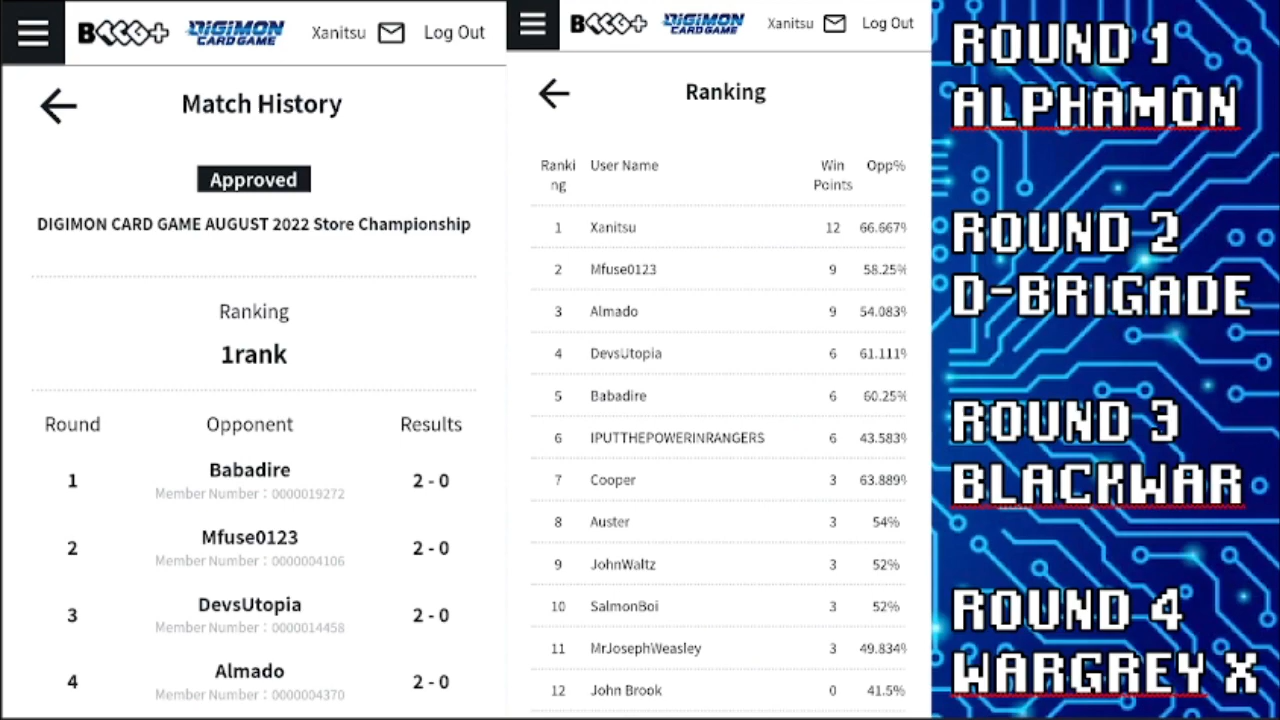 Xanitsu
Log Out
DIGIMON
CARD GAME
Match History
Approved
DIGIMON CARD GAME AUGUST 2022 Store Championship
Ranking
1rank
Round Opponent Results
1 Babadire 2 - 0
Member Number：0000019272
2 Mfuse0123 2 - 0
Member Number：0000004106
3 DevsUtopia 2 - 0
Member Number：0000014458
4 Almado 2 - 0
Member Number：0000004370
DIGIMON
CARD GAME
Xanitsu
Log Out
Ranking
Ranki
ng
User Name
Win
Points
Opp%
1 Xanitsu 12 66.667%
2 Mfuse0123 9 58.25%
3 Almado 9 54.083%
4 DevsUtopia 6 61.111%
5 Babadire 6 60.25%
6 IPUTTHEPOWERINRANGERS 6 43.583%
7 Cooper 3 63.889%
8 Auster 3 54%
9 JohnWaltz 3 52%
10 SalmonBoi 3 52%
11 MrJosephWeasley 3 49.834%
12 John Brook 0 41.5%
ROUND 1
ALPHAMON
ROUND 2
D-BRIGADE
ROUND 3
BLACKWAR
ROUND 4
WARGREY X